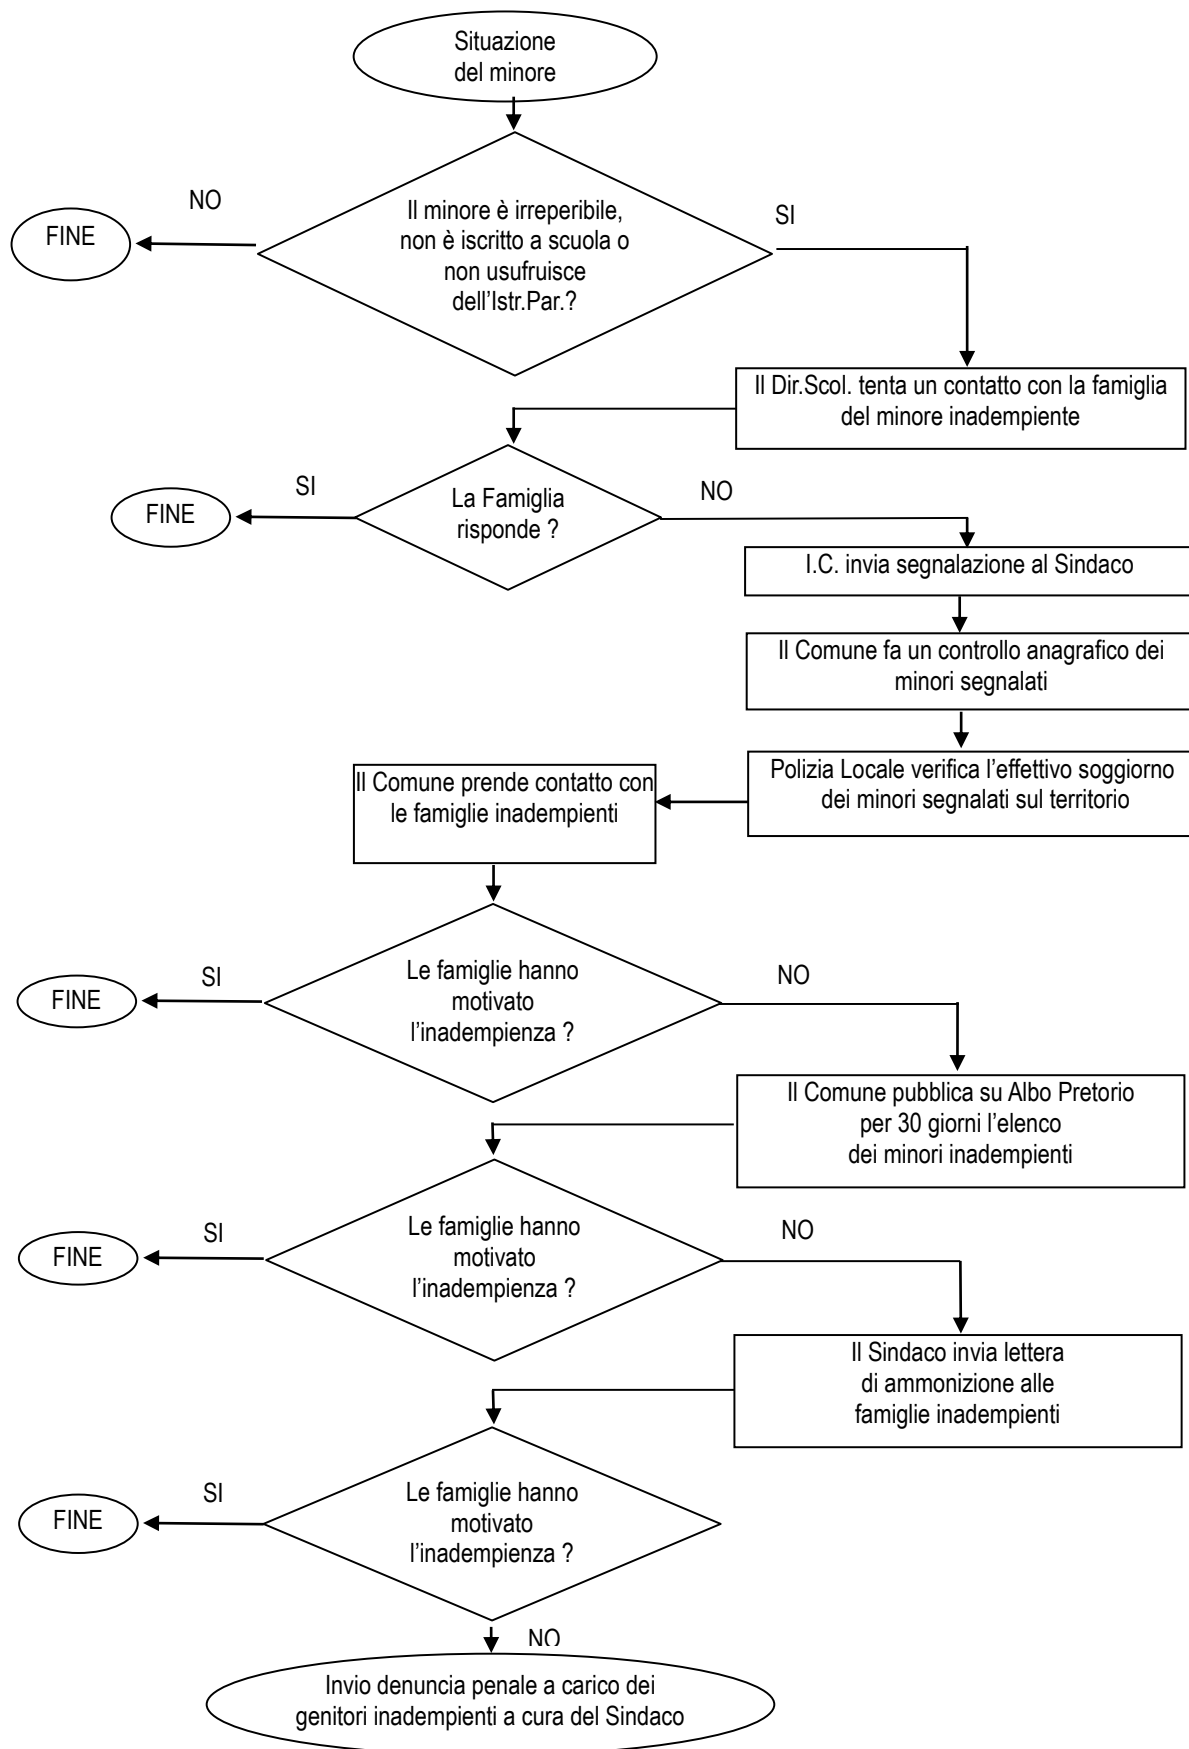 Situazione
del minore
NO
Il minore è irreperibile,
non è iscritto a scuola o
non usufruisce
dell'Istr.Par.?
SI
FINE
Il Dir.Scol. tenta un contatto con la famiglia
del minore inadempiente
SI
La Famiglia
risponde ?
NO
FINE
I.C. invia segnalazione al Sindaco
Il Comune fa un controllo anagrafico dei
minori segnalati
Polizia Locale verifica l'effettivo soggiorno
dei minori segnalati sul territorio
Il Comune prende contatto con
le famiglie inadempienti
SI
Le famiglie hanno
motivato
l'inadempienza ?
NO
FINE
Il Comune pubblica su Albo Pretorio
per 30 giorni l'elenco
dei minori inadempienti
SI
Le famiglie hanno
motivato
l'inadempienza ?
NO
FINE
Il Sindaco invia lettera
di ammonizione alle
famiglie inadempienti
SI
Le famiglie hanno
motivato
l'inadempienza ?
FINE
NO
Invio denuncia penale a carico dei
genitori inadempienti a cura del Sindaco